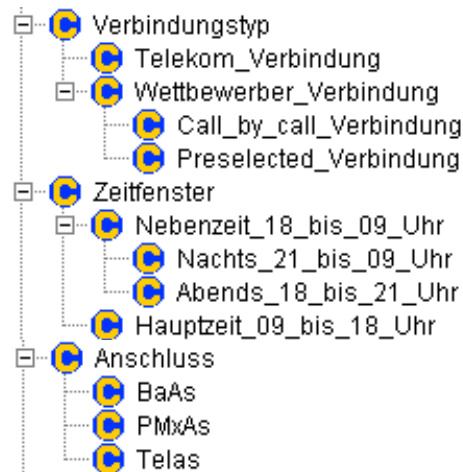 Verbindungstyp
Telekom_Verbindung
Wettbewerber_Verbindung
Call_by_call_Verbindung
Preselected_Verbindung
Zeitfenster
Nebenzeit_18_bis_09_Uhr
Nachts_21_bis_09_Uhr
Abends_18_bis_21_Uhr
Hauptzeit_09_bis_18_Uhr
Anschluss
BaAs
PMxAs
Telas